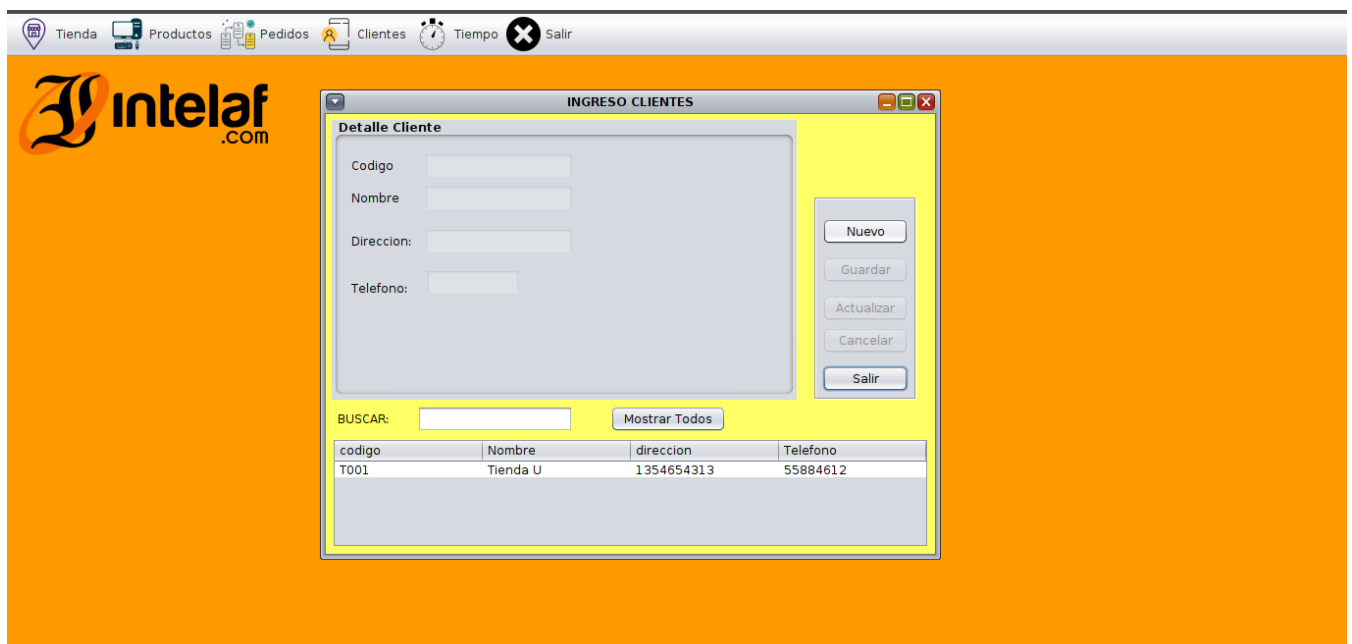 Tienda Productos Pedidos Clientes Tiempo Salir
Intelaf
.com
INGRESO CLIENTES
Detalle Cliente
Codigo
Nombre
Direccion:
Telefono:
Nuevo
Guardar
Actualizar
Cancelar
Salir
BUSCAR: Mostrar Todos
codigo Nombre direccion Telefono
T001 Tienda U 1354654313 55884612